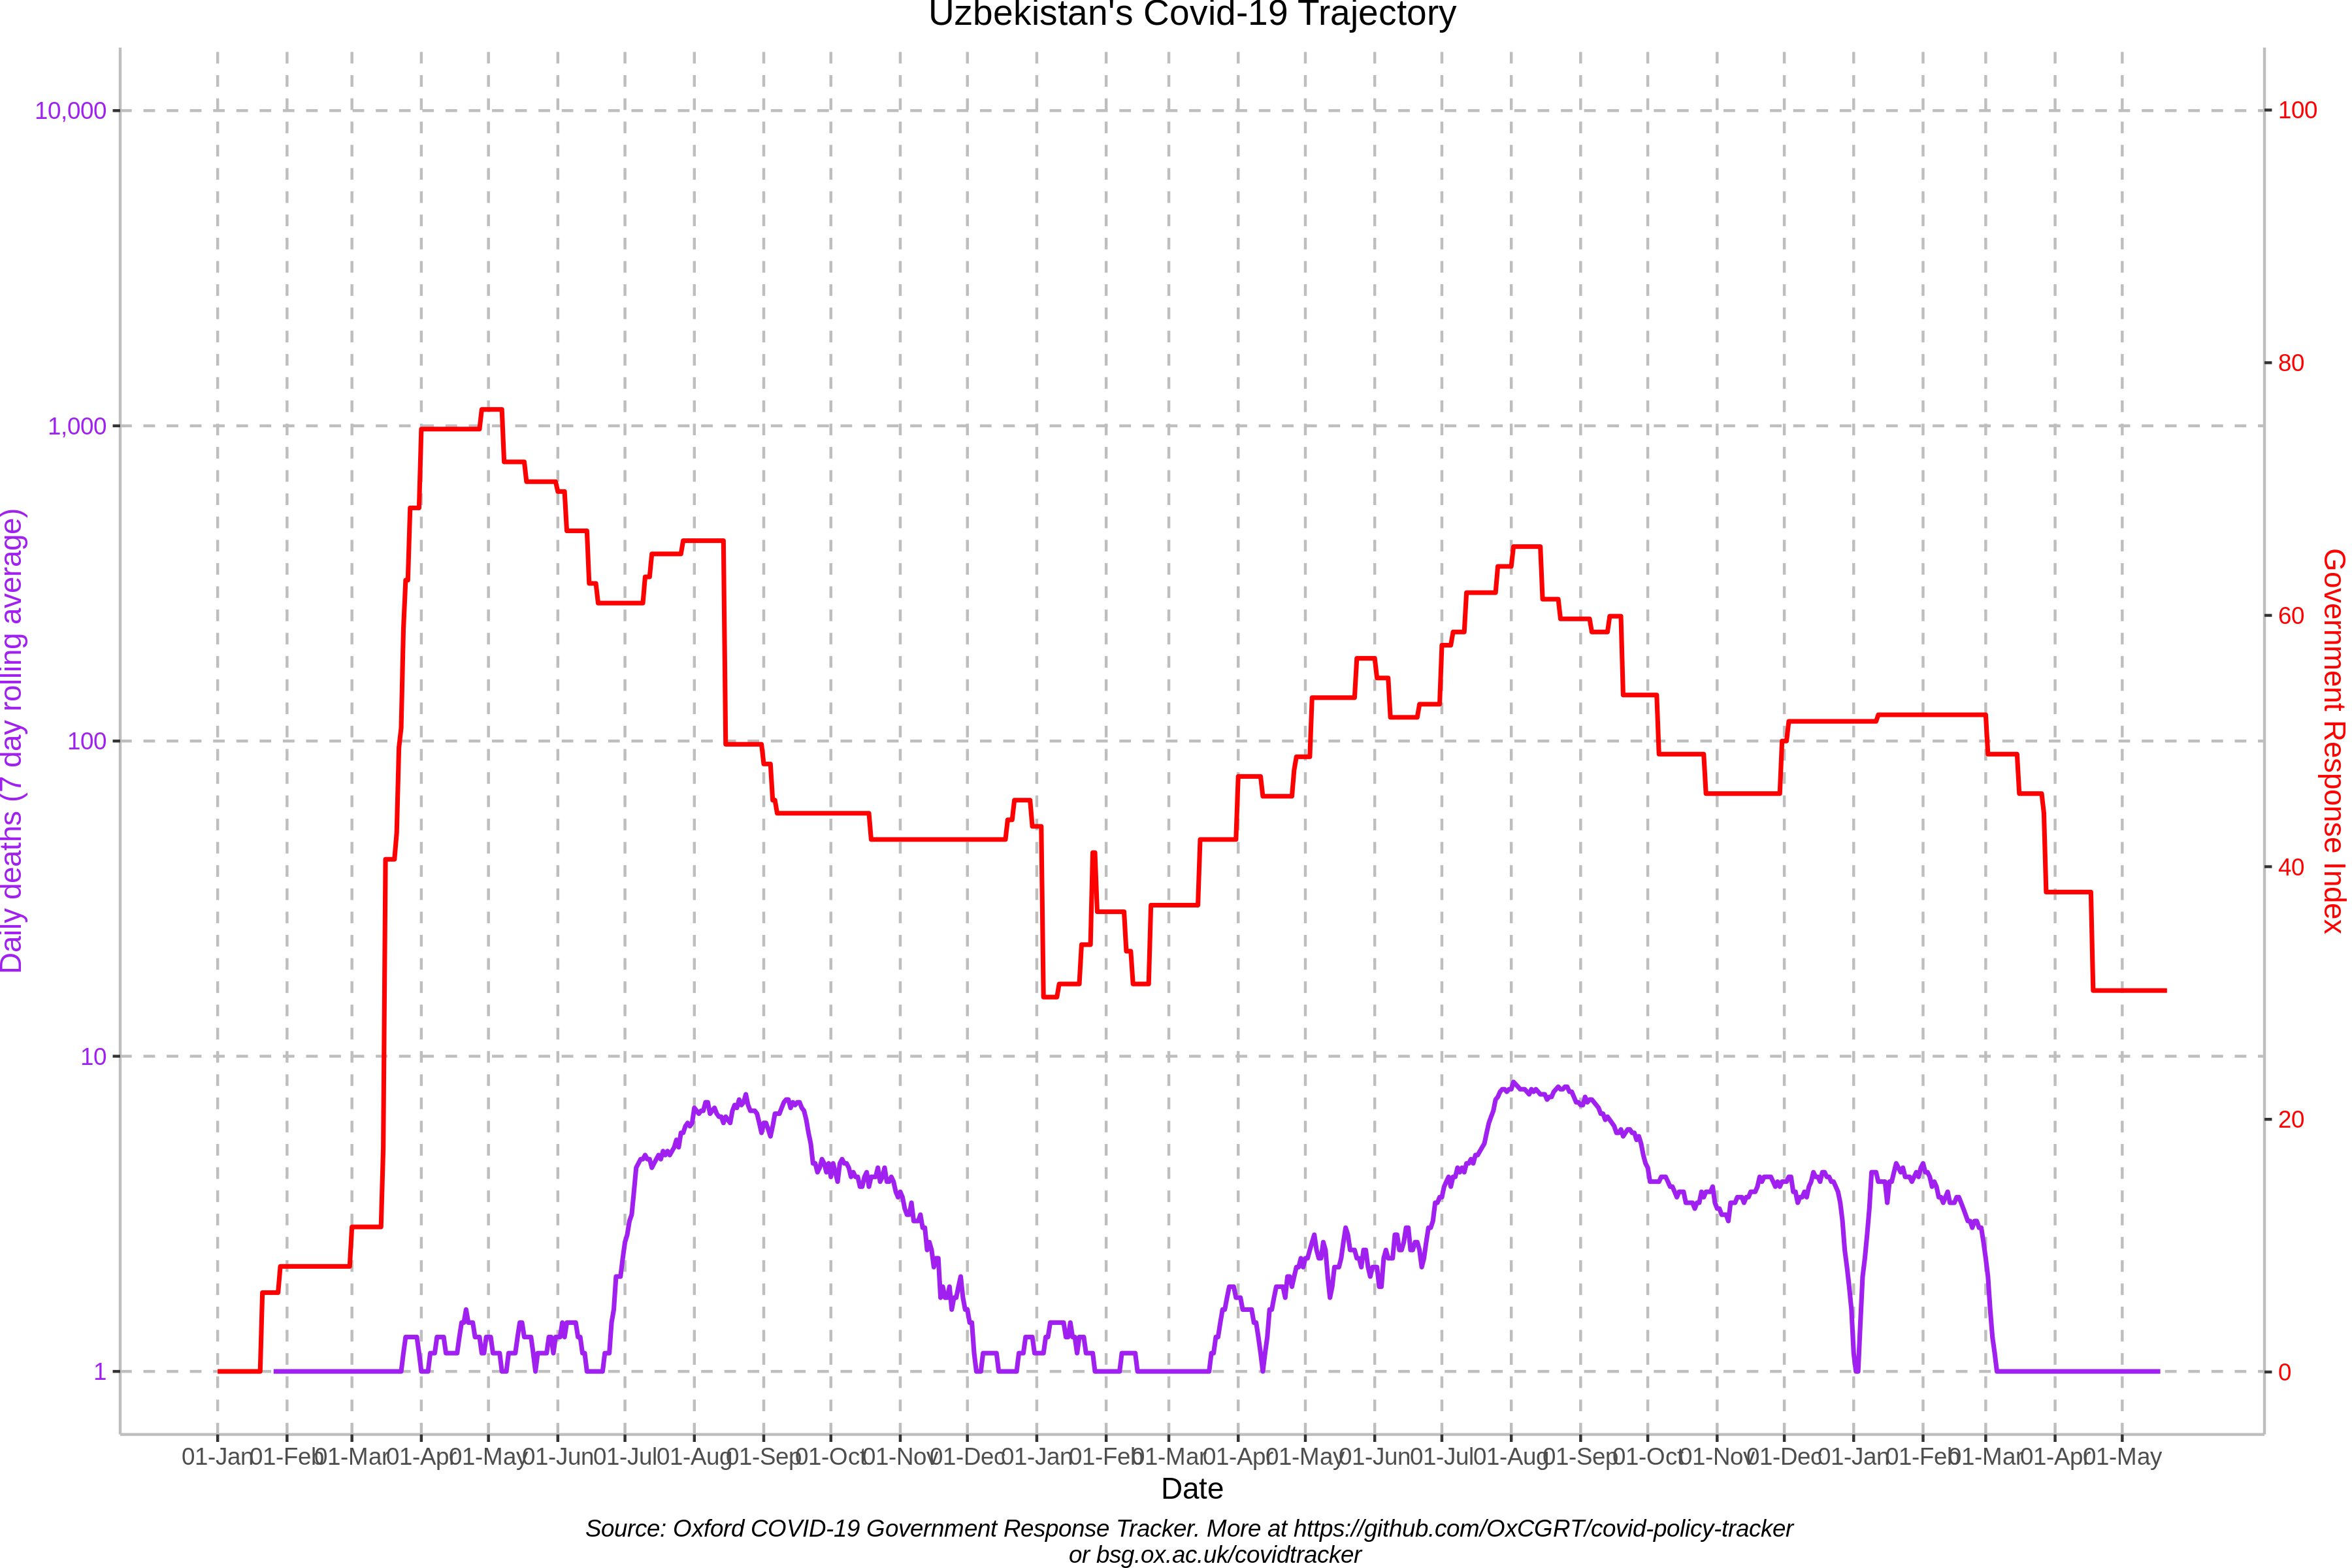 Uzbekistan's Covid-19 Trajectory
10,000
1,000
100
10
1
Daily deaths (7 day rolling average)
100
80
60
40
20
0
Government Response Index
01-Jan 01-Feb 01-Mar 01-Apr 01-May 01-Jun 01-Jul 01-Aug 01-Sep 01-Oct 01-Nov 01-Dec 01-Jan 01-Feb 01-Mar 01-Apr 01-May 01-Jun 01-Jul 01-Aug 01-Sep 01-Oct 01-Nov 01-Dec 01-Jan 01-Feb 01-Mar 01-Apr 01-May
Date
Source: Oxford COVID-19 Government Response Tracker. More at https://github.com/OxCGRT/covid-policy-tracker
or bsg.ox.ac.uk/covidtracker